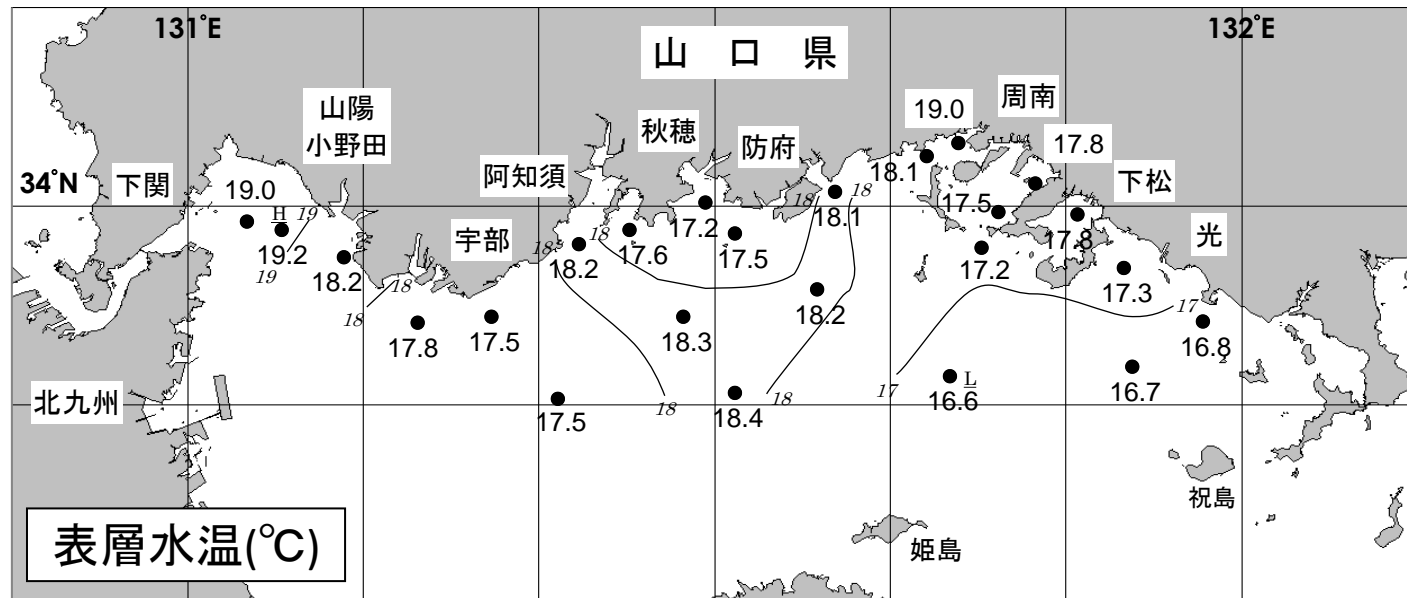 131°E
132°E
山 口 県
山陽
小野田
秋穂
防府
19.0
周南
17.8
下松
阿知須
18.1
34°N
下関
19.0
H
19
19.2
19
18.2
18
18
宇部
17.8
17.5
18
18.2
18
17.6
17.2
17.5
18
18.1
18
17.5
17.2
17.8
光
17.3
17
16.8
18.3
18.2
北九州
17.5
18
18.4
18
17
L
16.6
16.7
祝島
姫島
表層水温(℃)